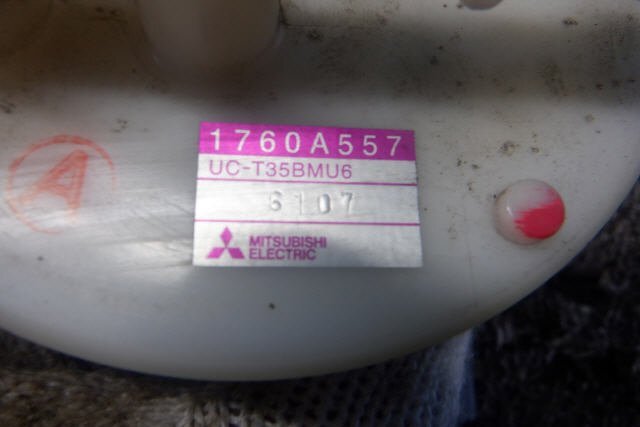 1760A557
UC-T35BMU6
6107
MITSUBISHI
ELECTRIC
A